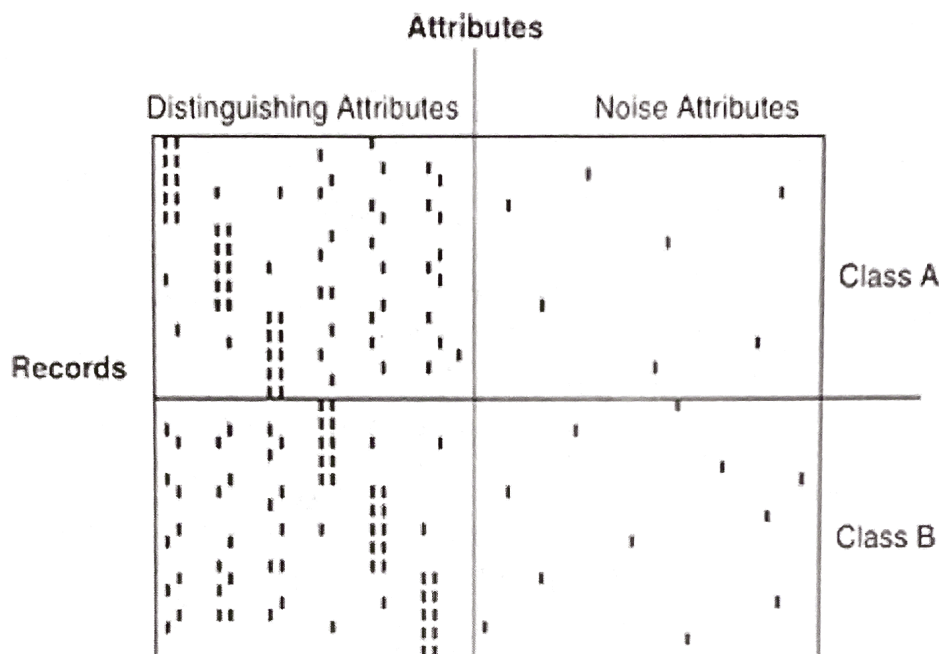 Attributes
Distinguishing Attributes
Noise Attributes
Class A
Records
Class B